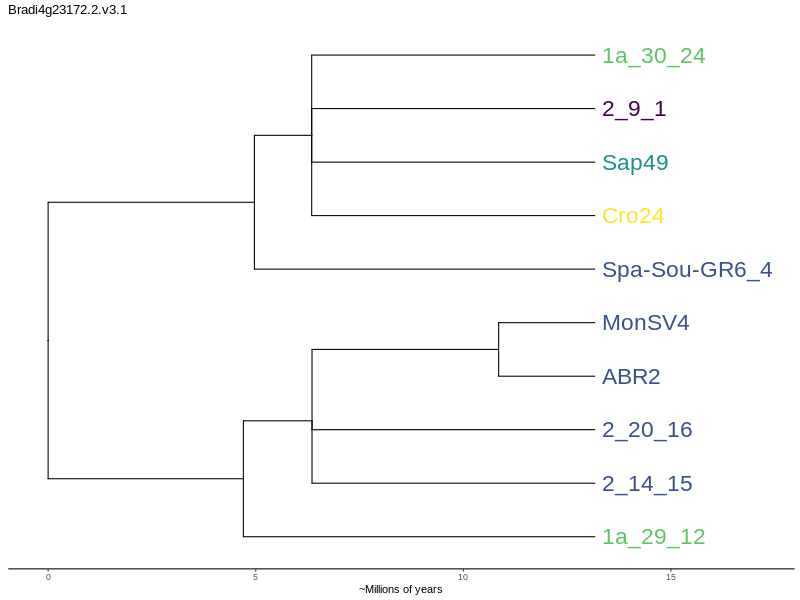 Bradi4g23172.2.v3.1
1a_30_24
2_9_1
Sap49
Cro24
Spa-Sou-GR6_4
MonSV4
ABR2
2_20_16
2_14_15
1a_29_12
0 5 10 15
~Millions of years